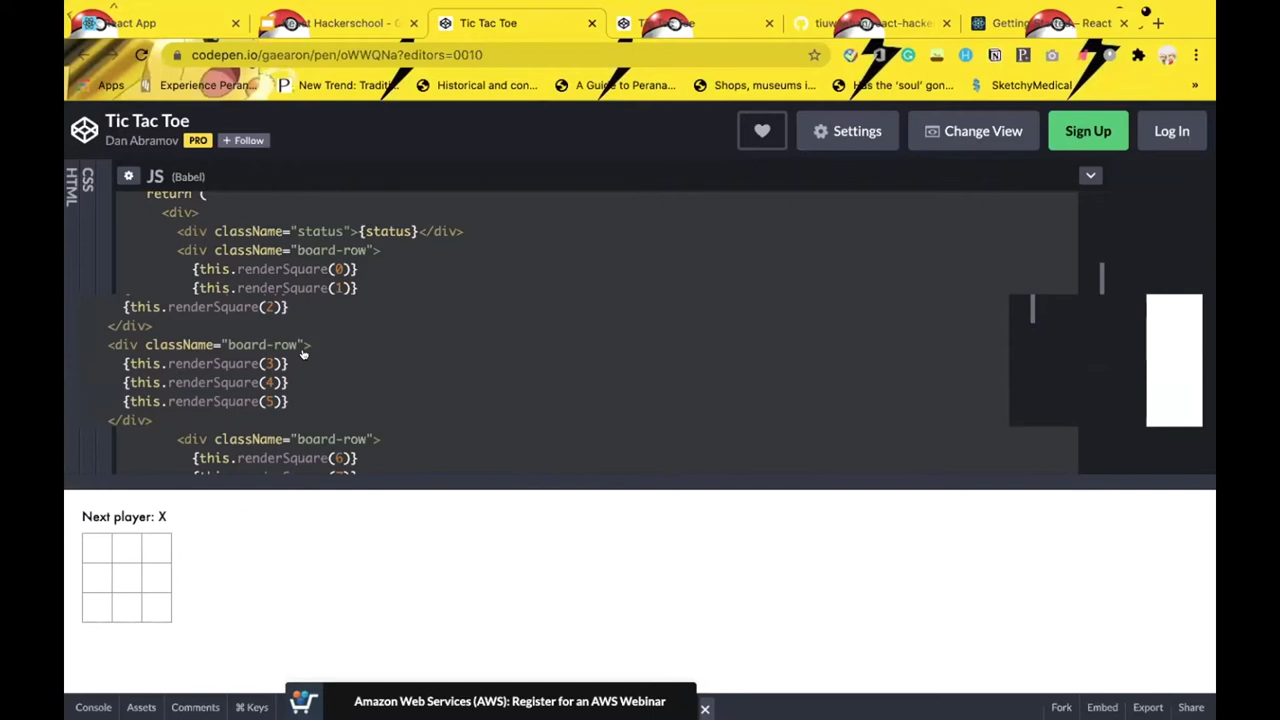 React App
Hackerschool -
Tic Tac Toe
Getting Started – React
codepen.io/gaearon/pen/oWWQNa?editors=0010
Apps
Experience Peran...
New Trend: Traditi...
Historical and con...
A Guide to Perana...
Shops, museums i...
Has the 'soul' gon...
SketchyMedical
»
Tic Tac Toe
Dan Abramov
PRO
+ Follow
Settings
Change View
Sign Up
Log In
HTML
CSS
JS (Babel)
return (
<div>
<div className="status">{status}</div>
<div className="board-row">
{this.renderSquare(0)}
{this.renderSquare(1)}
{this.renderSquare(2)}
</div>
<div className="board-row">
{this.renderSquare(3)}
{this.renderSquare(4)}
{this.renderSquare(5)}
</div>
<div className="board-row">
{this.renderSquare(6)}
Next player: X
Amazon Web Services (AWS): Register for an AWS Webinar
Console
Assets
Comments
⌘ Keys
Fork
Embed
Export
Share